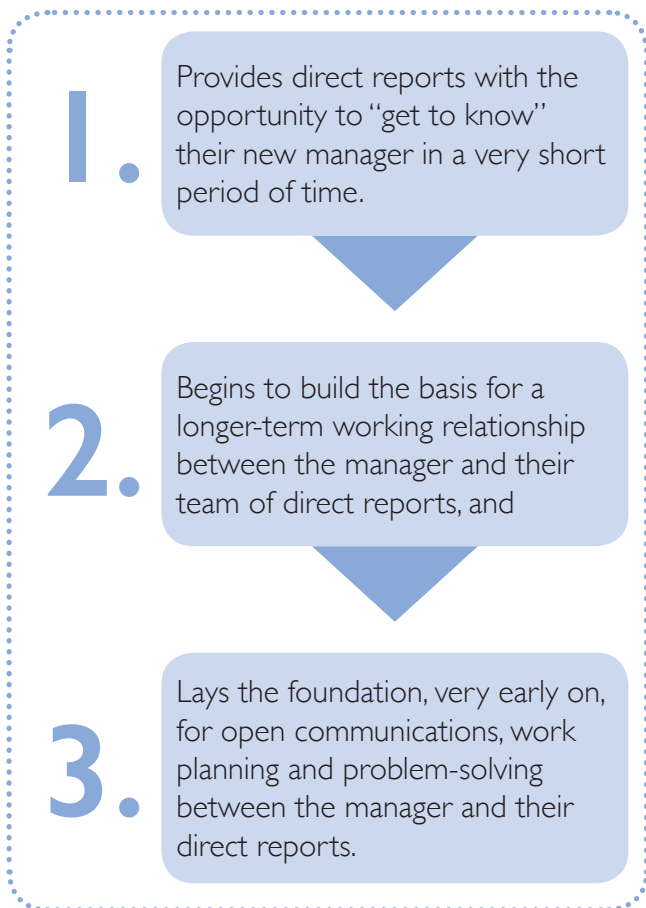 1.
Provides direct reports with the
opportunity to “get to know”
their new manager in a very short
period of time.
2.
Begins to build the basis for a
longer-term working relationship
between the manager and their
team of direct reports, and
3.
Lays the foundation, very early on,
for open communications, work
planning and problem-solving
between the manager and their
direct reports.